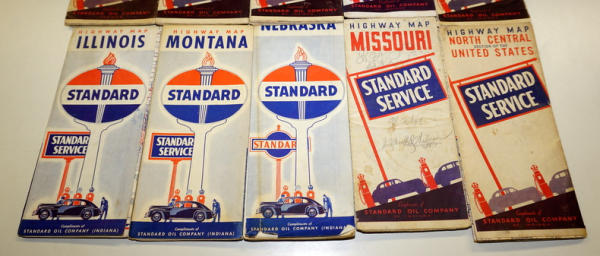 HIGHWAY MAP
ILLINOIS
STANDARD
STANDARD
SERVICE
Compliments of
STANDARD OIL COMPANY (INDIANA)
HIGHWAY MAP
MONTANA
STANDARD
STANDARD
SERVICE
Compliments of
STANDARD OIL COMPANY (INDIANA)
NEBRASKA
STANDARD
STANDAR
Compliments of
STANDARD OIL COMPANY (INDIANA)
HIGHWAY MAP
MISSOURI
STANDARD
SERVICE
Compliments of
STANDARD OIL COMPANY
HIGHWAY MAP
NORTH CENTRAL
SECTION OF THE
UNITED STATES
STANDARD
SERVICE
Compliments of
STANDARD OIL COMPANY